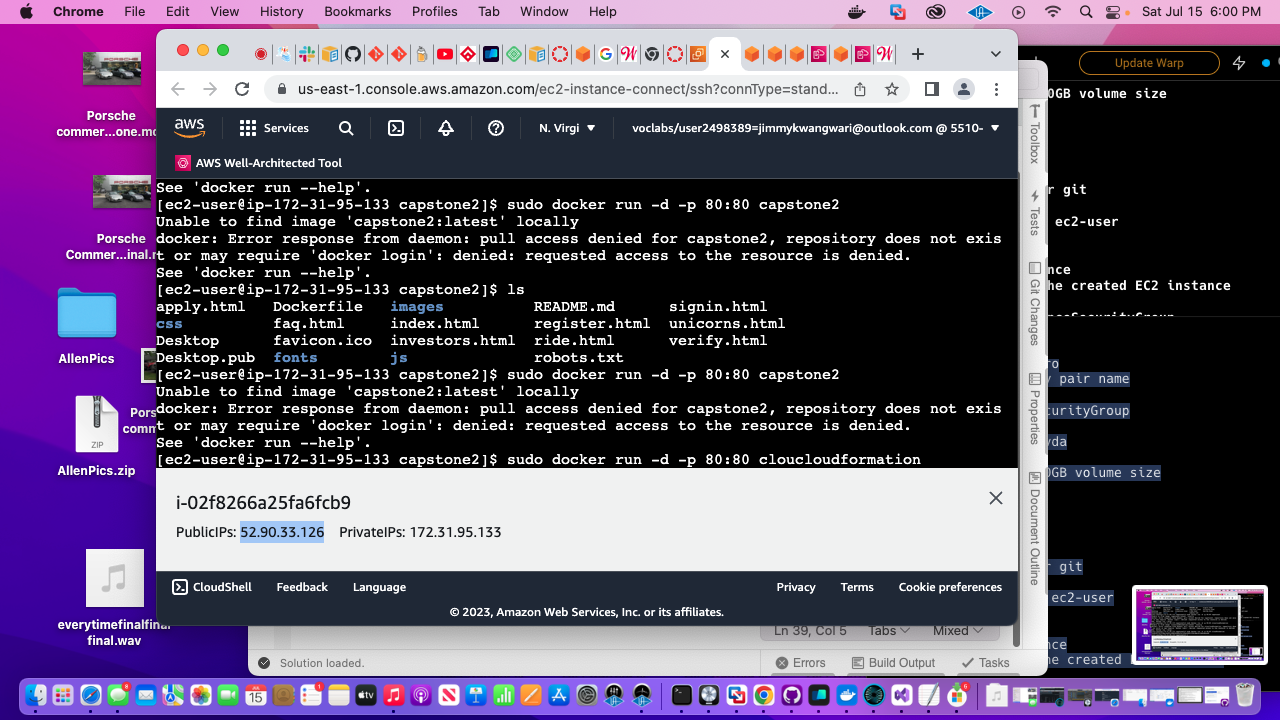 Chrome File Edit View History Bookmarks Profiles Tab Window Help Sat Jul 15 6:00 PM
us-east-1.console.aws.amazon.com/ec2-instance-connect/ssh?connType=stand...
aws Services N. Virgi voclabs/user2498389=jimmykwangwari@outlook.com @ 5510-
AWS Well-Architected Tool
See 'docker run --help'.
[ec2-user@ip-172-31-95-133 capstone2]$ sudo docker run -d -p 80:80 capstone2
Unable to find image 'capstone2:latest' locally
docker: Error response from daemon: pull access denied for capstone2, repository does not exis
t or may require 'docker login': denied: requested access to the resource is denied.
See 'docker run --help'.
[ec2-user@ip-172-31-95-133 capstone2]$ ls
apply.html Dockerfile images README.md signin.html
css faq.html index.html register.html unicorns.html
Desktop favicon.ico investors.html ride.html verify.html
Desktop.pub fonts js robots.txt
[ec2-user@ip-172-31-95-133 capstone2]$ sudo docker run -d -p 80:80 capstone2
Unable to find image 'capstone2:latest' locally
docker: Error response from daemon: pull access denied for capstone2, repository does not exis
t or may require 'docker login': denied: requested access to the resource is denied.
See 'docker run --help'.
[ec2-user@ip-172-31-95-133 capstone2]$ sudo docker run -d -p 80:80 cloucloudformation
i-02f8266a25fa6fcb9
PublicIPs: 52.90.33.126 PrivateIPs: 172.31.95.133
CloudShell Feedback Language Privacy Terms Cookie preferences
© 2023, Amazon Web Services, Inc. or its affiliates.
Ln 39, Col 5 Tabs Mixed
Solution loaded. Errors Build Output Tasks
Porsche
commer...one.mo
Porsche
Commer...inal.m
AllenPics
Pors
comm
ZIP
AllenPics.zip
everytimefinalfinal
final.wav
Toolbox
Tests
Git Changes
Properties
Document Outline
Update Warp
0GB volume size
r git
ec2-user
nce
he created EC2 instance
ro
y pair name
curityGroup
vda
0GB volume size
r git
ec2-user
ance
he created
JUL
15
8
1
6